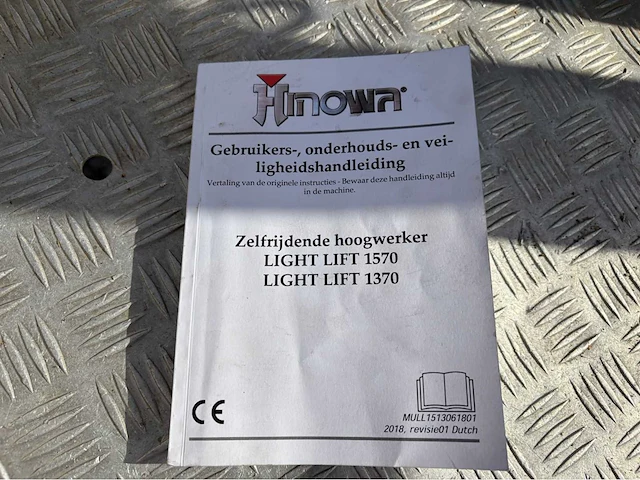 HINOWA®
Gebruikers-, onderhouds- en vei-
ligheidshandleiding
Vertaling van de originele instructies - Bewaar deze handleiding altijd
in de machine.
Zelfrijdende hoogwerker
LIGHT LIFT 1570
LIGHT LIFT 1370
CE
MULL1513061801
2018, revisie01 Dutch